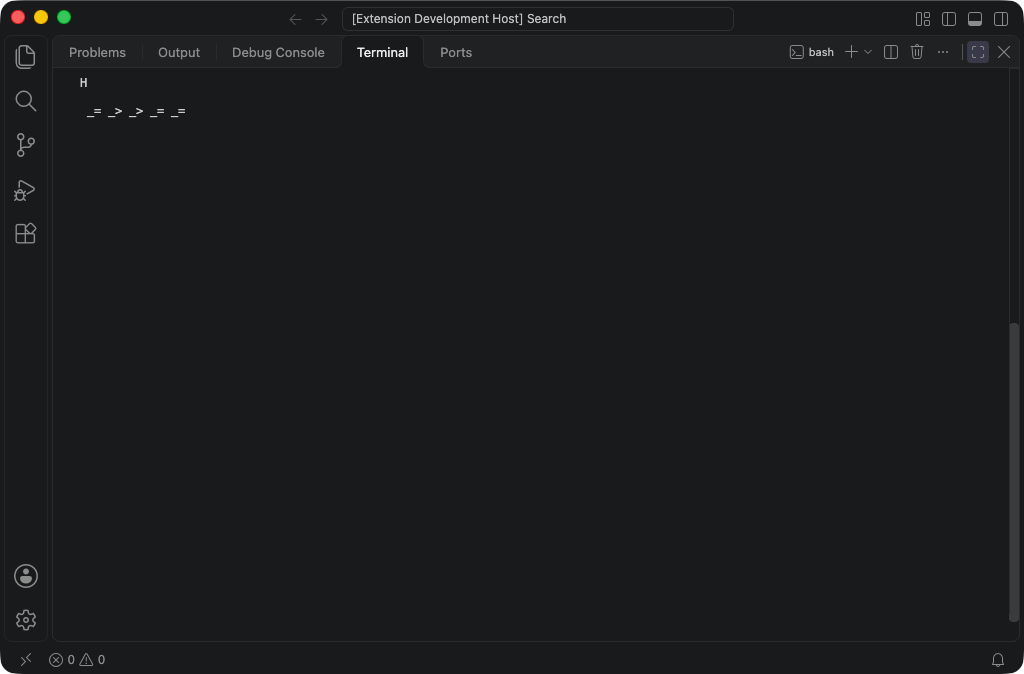 [Extension Development Host] Search
Problems Output Debug Console Terminal Ports bash
H
_= _> _> _= _=
0 0